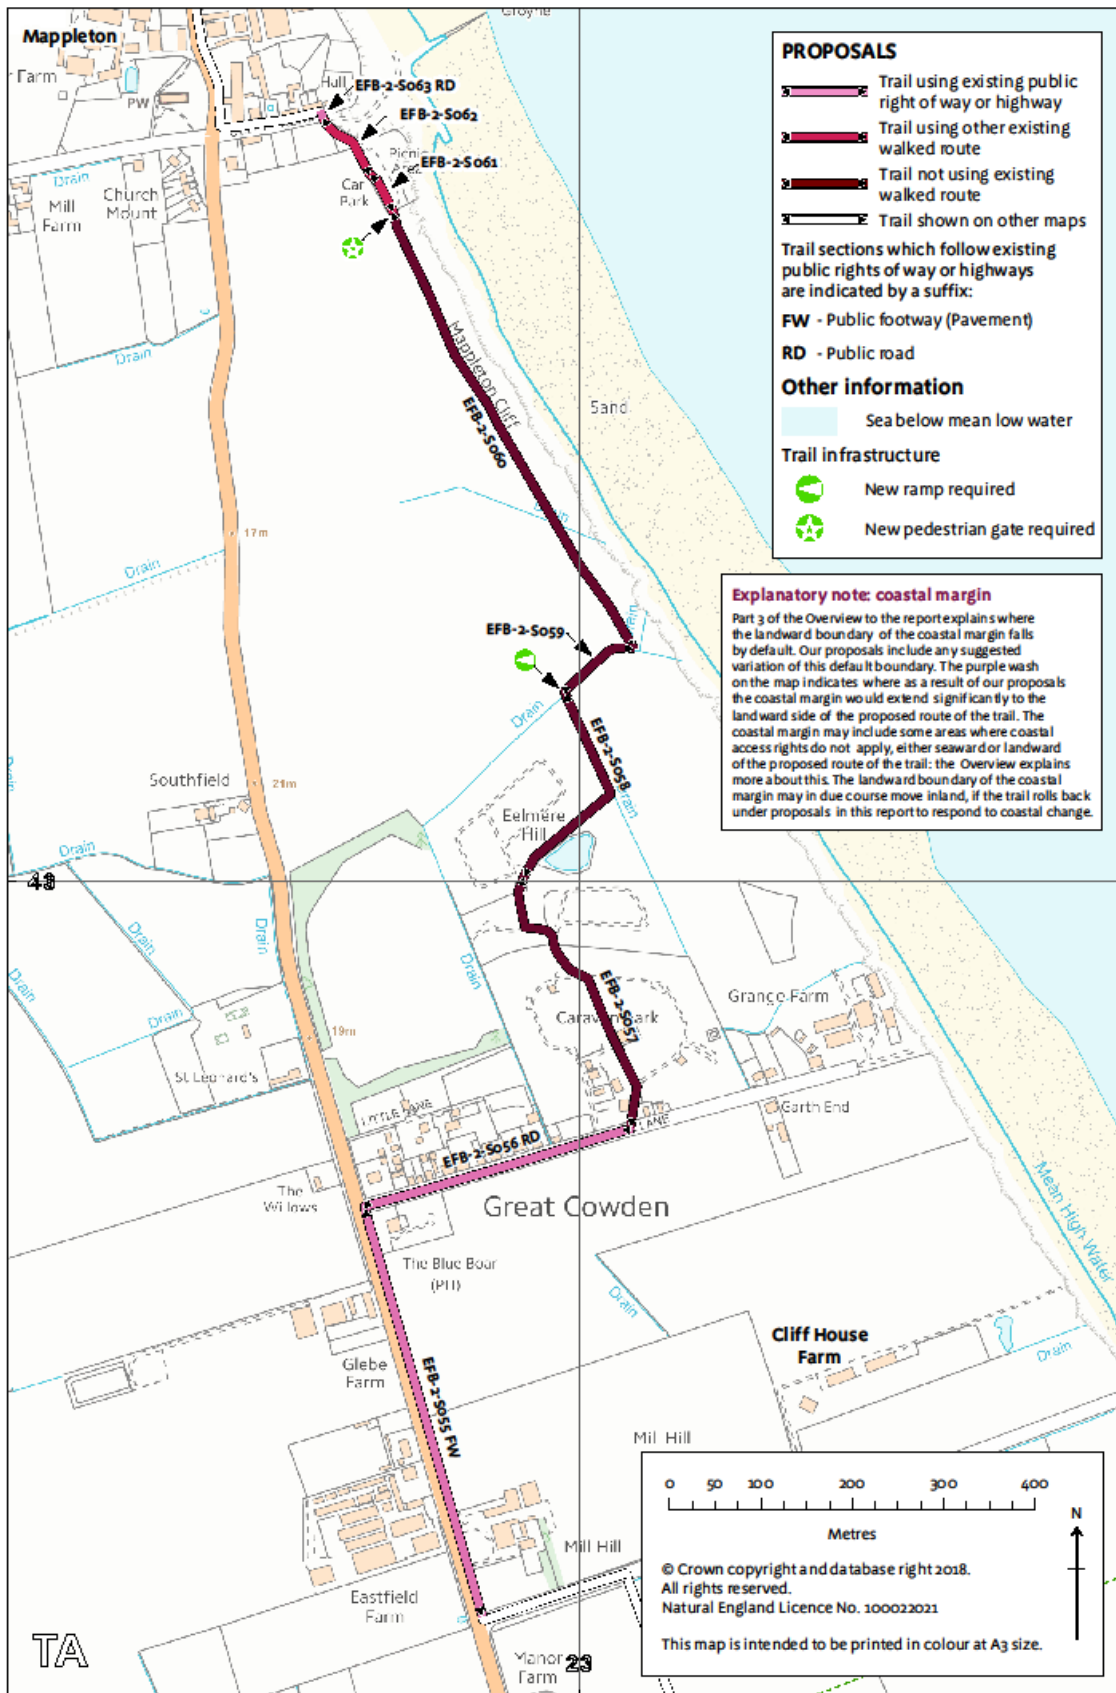 Mappleton
Groyne
r Farm
Hall
PW
EFB-2-S063 RD
EFB-2-S062
Picnic
Area
EFB-2-S061
Car
Park
Drain
Mill
Farm
Church
Mount
Drain
Mappleton Cliff
EFB-2-S060
Sand
Drain
17m
Drain
Drain
EFB-2-S059
Drain
EFB-2-S058
Drain
Southfield
21m
Eelmere
Hill
Drain
Drain
43
Drain
Drain
Drain
Drain
Drain
EFB-2-S057
Grange Farm
Caravan Park
19m
St Leonard's
LITTLE LANE
LANE
Garth End
EFB-2-S056 RD
The
Willows
Great Cowden
Mean High Water
The Blue Boar
(PH)
Drain
Cliff House
Farm
Drain
Glebe
Farm
EFB-2-S055 FW
Mill Hill
Mill Hill
Eastfield
Farm
Manor
Farm
23
TA
PROPOSALS
Trail using existing public
right of way or highway
Trail using other existing
walked route
Trail not using existing
walked route
Trail shown on other maps
Trail sections which follow existing
public rights of way or highways
are indicated by a suffix:
FW - Public footway (Pavement)
RD - Public road
Other information
Sea below mean low water
Trail infrastructure
New ramp required
New pedestrian gate required
Explanatory note: coastal margin
Part 3 of the Overview to the report explains where
the landward boundary of the coastal margin falls
by default. Our proposals include any suggested
variation of this default boundary. The purple wash
on the map indicates where as a result of our proposals
the coastal margin would extend significantly to the
landward side of the proposed route of the trail. The
coastal margin may include some areas where coastal
access rights do not apply, either seaward or landward
of the proposed route of the trail: the Overview explains
more about this. The landward boundary of the coastal
margin may in due course move inland, if the trail rolls back
under proposals in this report to respond to coastal change.
0 50 100 200 300 400
Metres
N
© Crown copyright and database right 2018.
All rights reserved.
Natural England Licence No. 100022021
This map is intended to be printed in colour at A3 size.